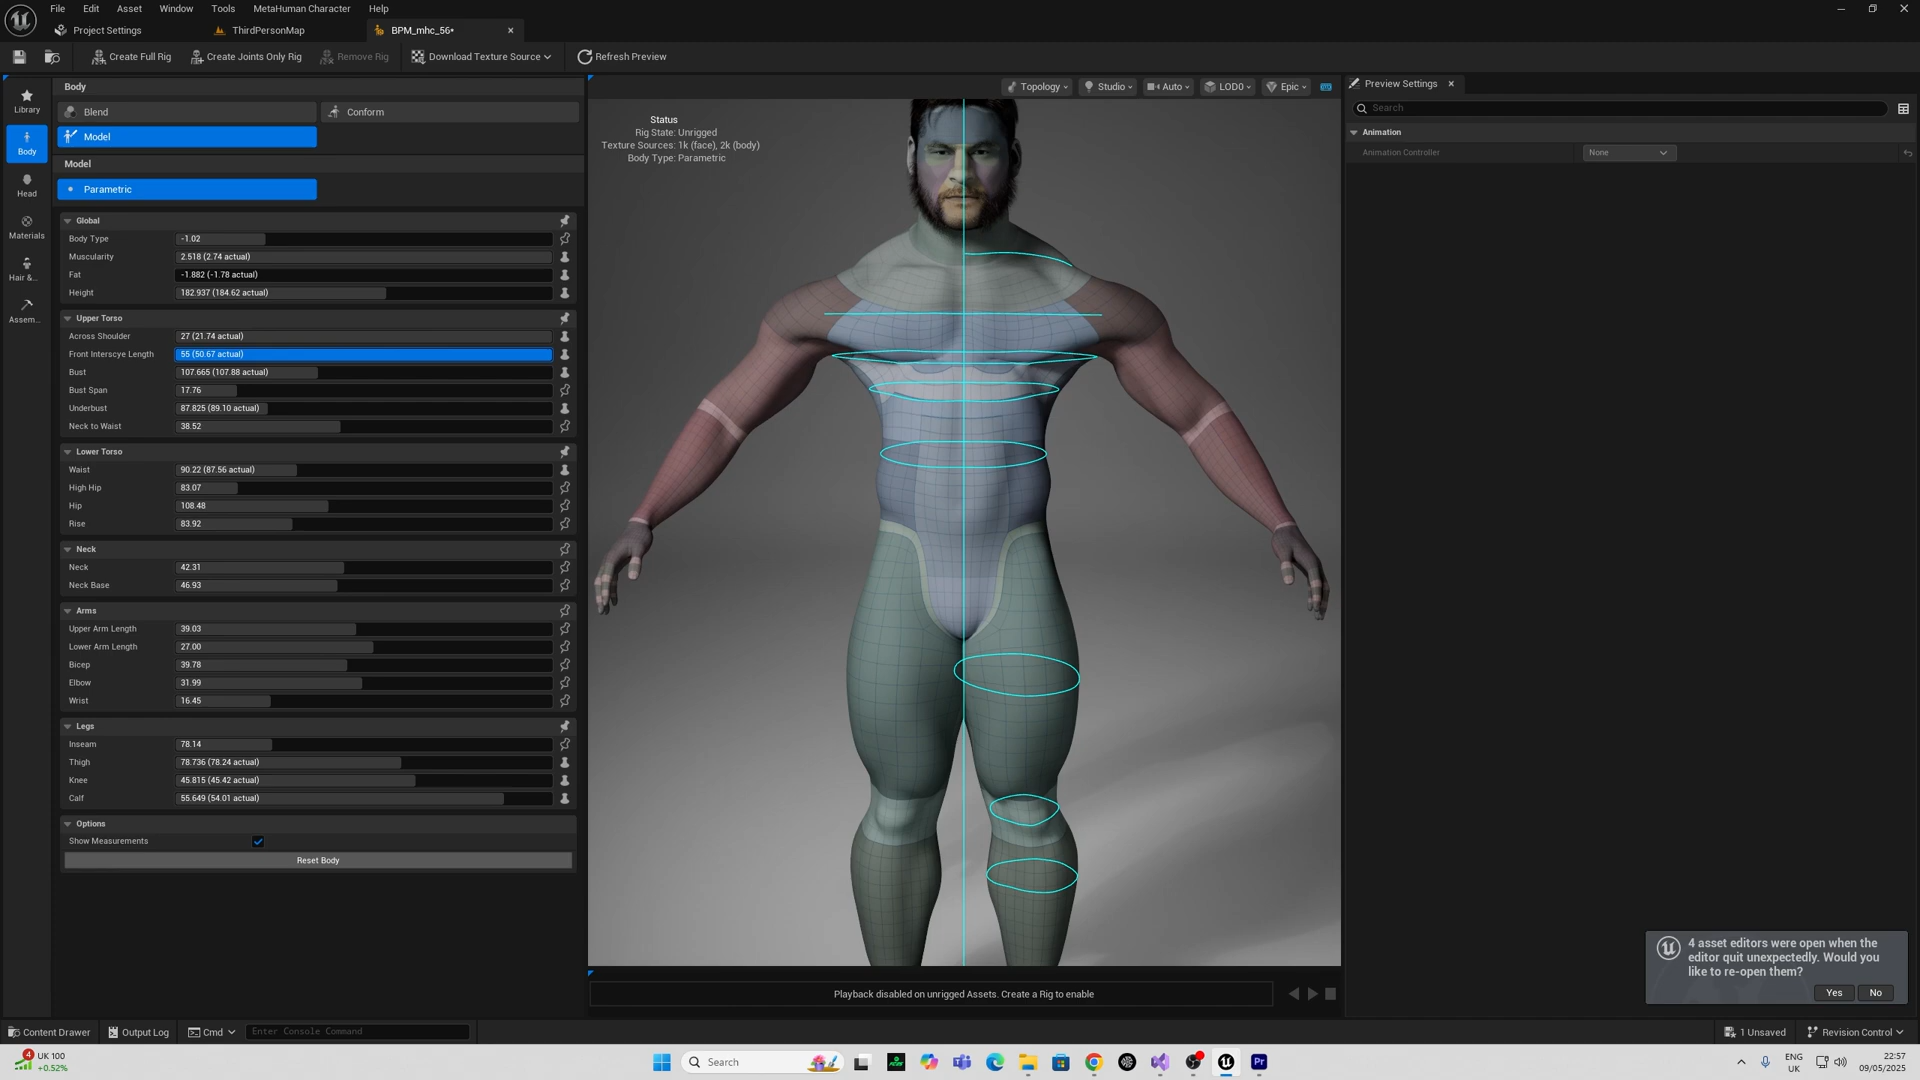 File Edit Asset Window Tools MetaHuman Character Help
Project Settings ThirdPersonMap BPM_mhc_56*
Create Full Rig Create Joints Only Rig Remove Rig Download Texture Source Refresh Preview
Library
Body
Head
Materials
Hair &...
Assem...
Body
Blend Conform
Model
Model
Parametric
Global
Body Type -1.02
Muscularity 2.518 (2.74 actual)
Fat -1.882 (-1.78 actual)
Height 182.937 (184.62 actual)
Upper Torso
Across Shoulder 27 (21.74 actual)
Front Interscye Length 55 (50.67 actual)
Bust 107.665 (107.88 actual)
Bust Span 17.76
Underbust 87.825 (89.10 actual)
Neck to Waist 38.52
Lower Torso
Waist 90.22 (87.56 actual)
High Hip 83.07
Hip 108.48
Rise 83.92
Neck
Neck 42.31
Neck Base 46.93
Arms
Upper Arm Length 39.03
Lower Arm Length 27.00
Bicep 39.78
Elbow 31.99
Wrist 16.45
Legs
Inseam 78.14
Thigh 78.736 (78.24 actual)
Knee 45.815 (45.42 actual)
Calf 55.649 (54.01 actual)
Options
Show Measurements
Reset Body
Topology Studio Auto LOD0 Epic
Status
Rig State: Unrigged
Texture Sources: 1k (face), 2k (body)
Body Type: Parametric
Playback disabled on unrigged Assets. Create a Rig to enable
Preview Settings
Search
Animation
Animation Controller None
4 asset editors were open when the
editor quit unexpectedly. Would you
like to re-open them?
Yes No
Content Drawer Output Log Cmd Enter Console Command 1 Unsaved Revision Control
4 UK 100
+0.52%
Search
Pr
ENG
UK
22:57
09/05/2025